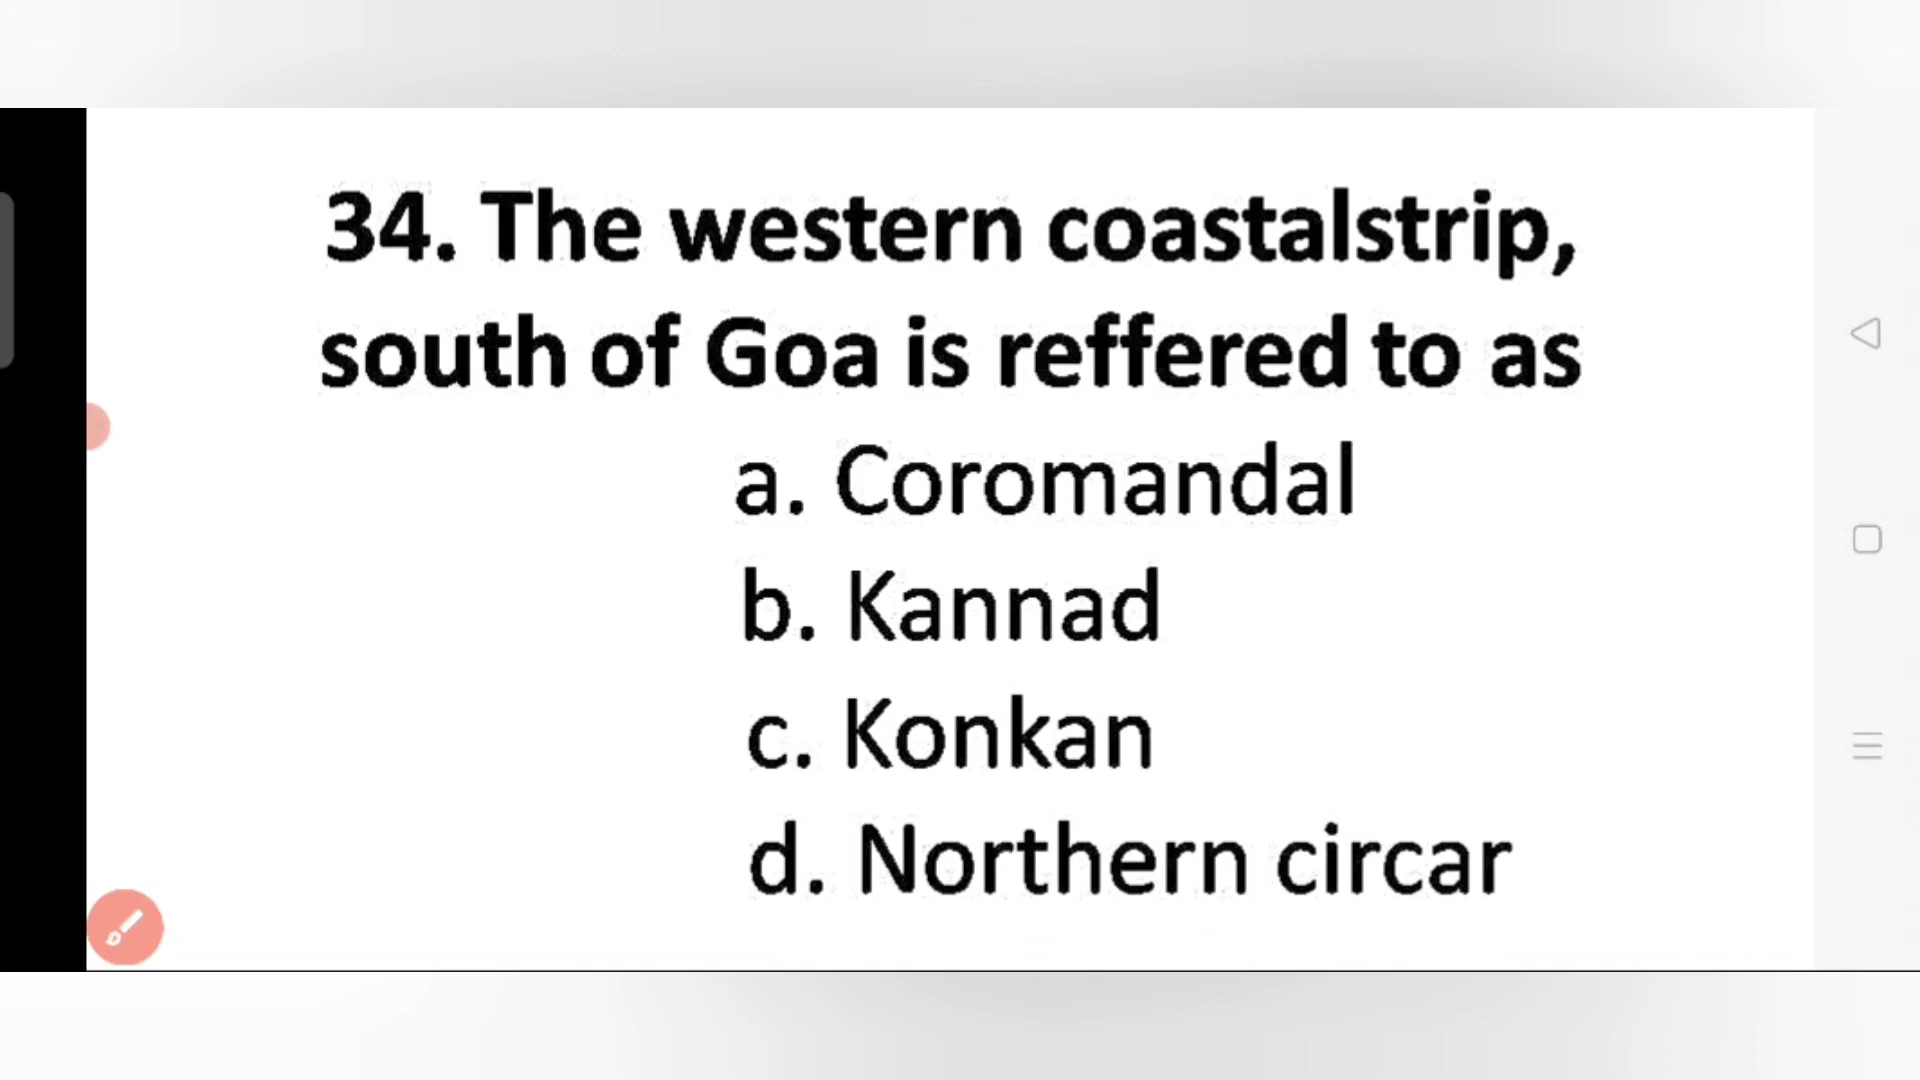 34. The western coastalstrip,
south of Goa is reffered to as
a. Coromandal
b. Kannad
c. Konkan
d. Northern circar